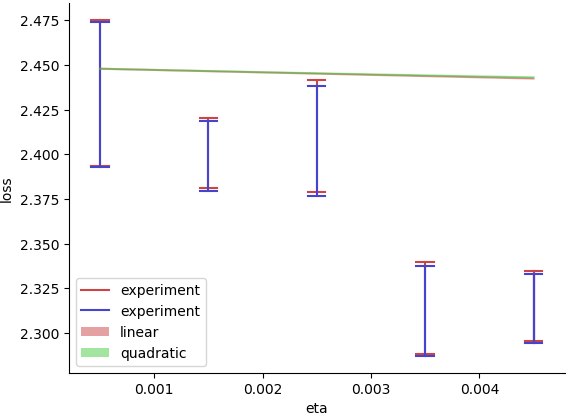 2.475
2.450
2.425
2.400
2.375
2.350
2.325
2.300
loss
experiment
experiment
linear
quadratic
0.001
0.002
0.003
0.004
eta